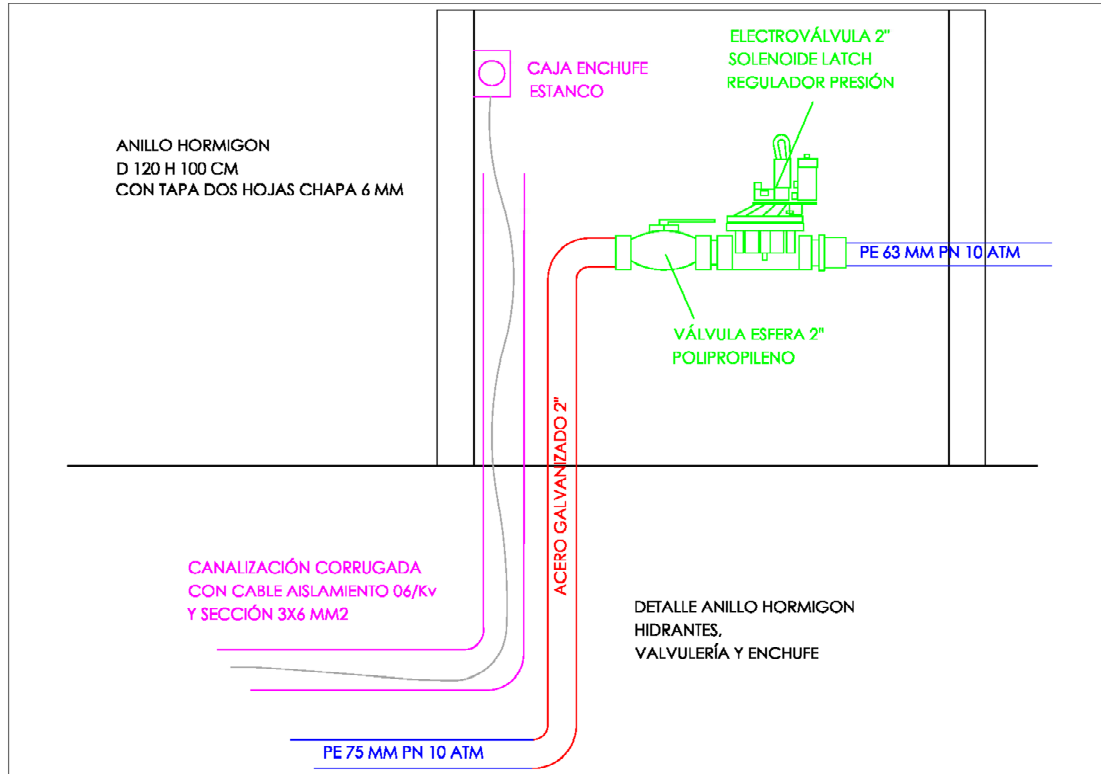 ELECTROVÁLVULA 2"
SOLENOIDE LATCH
REGULADOR PRESIÓN
CAJA ENCHUFE
ESTANCO
ANILLO HORMIGON
D 120 H 100 CM
CON TAPA DOS HOJAS CHAPA 6 MM
PE 63 MM PN 10 ATM
VÁLVULA ESFERA 2"
POLIPROPILENO
ACERO GALVANIZADO 2"
CANALIZACIÓN CORRUGADA
CON CABLE AISLAMIENTO 06/Kv
Y SECCIÓN 3X6 MM2
DETALLE ANILLO HORMIGON
HIDRANTES,
VALVULERÍA Y ENCHUFE
PE 75 MM PN 10 ATM